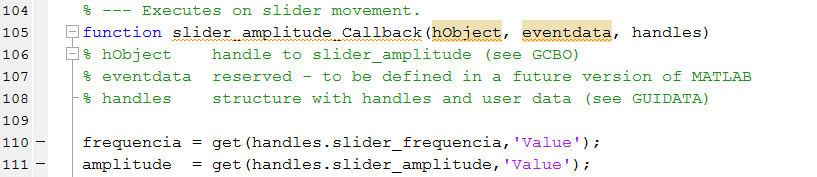 104 % --- Executes on slider movement.
105 function slider_amplitude_Callback(hObject, eventdata, handles)
106 % hObject    handle to slider_amplitude (see GCBO)
107 % eventdata  reserved - to be defined in a future version of MATLAB
108 % handles    structure with handles and user data (see GUIDATA)
109
110 - frequencia = get(handles.slider_frequencia,'Value');
111 - amplitude  = get(handles.slider_amplitude,'Value');